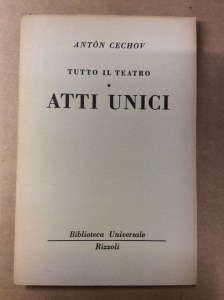 ANTÒN CECHOV
TUTTO IL TEATRO
*
ATTI UNICI
Biblioteca Universale
Rizzoli